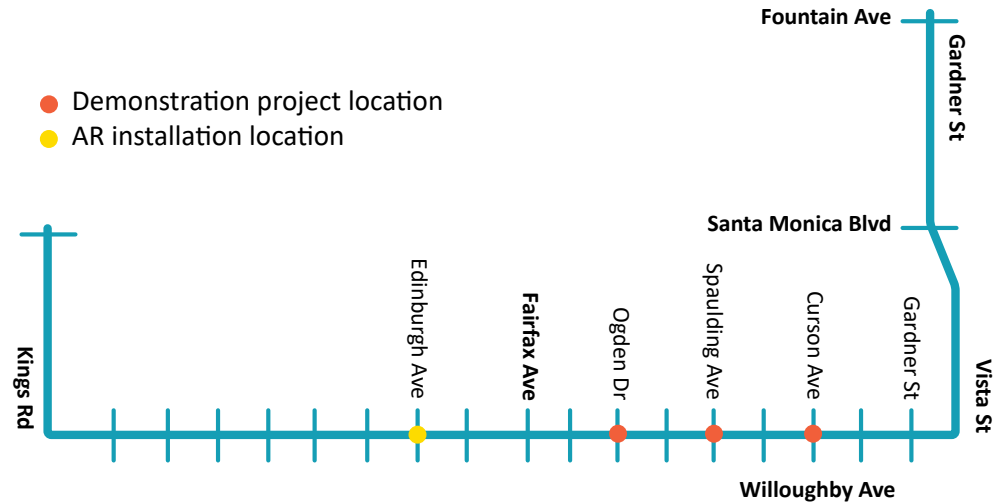 Fountain Ave
Gardner St
Demonstration project location
AR installation location
Santa Monica Blvd
Edinburgh Ave
Fairfax Ave
Ogden Dr
Spaulding Ave
Curson Ave
Gardner St
Kings Rd
Vista St
Willoughby Ave